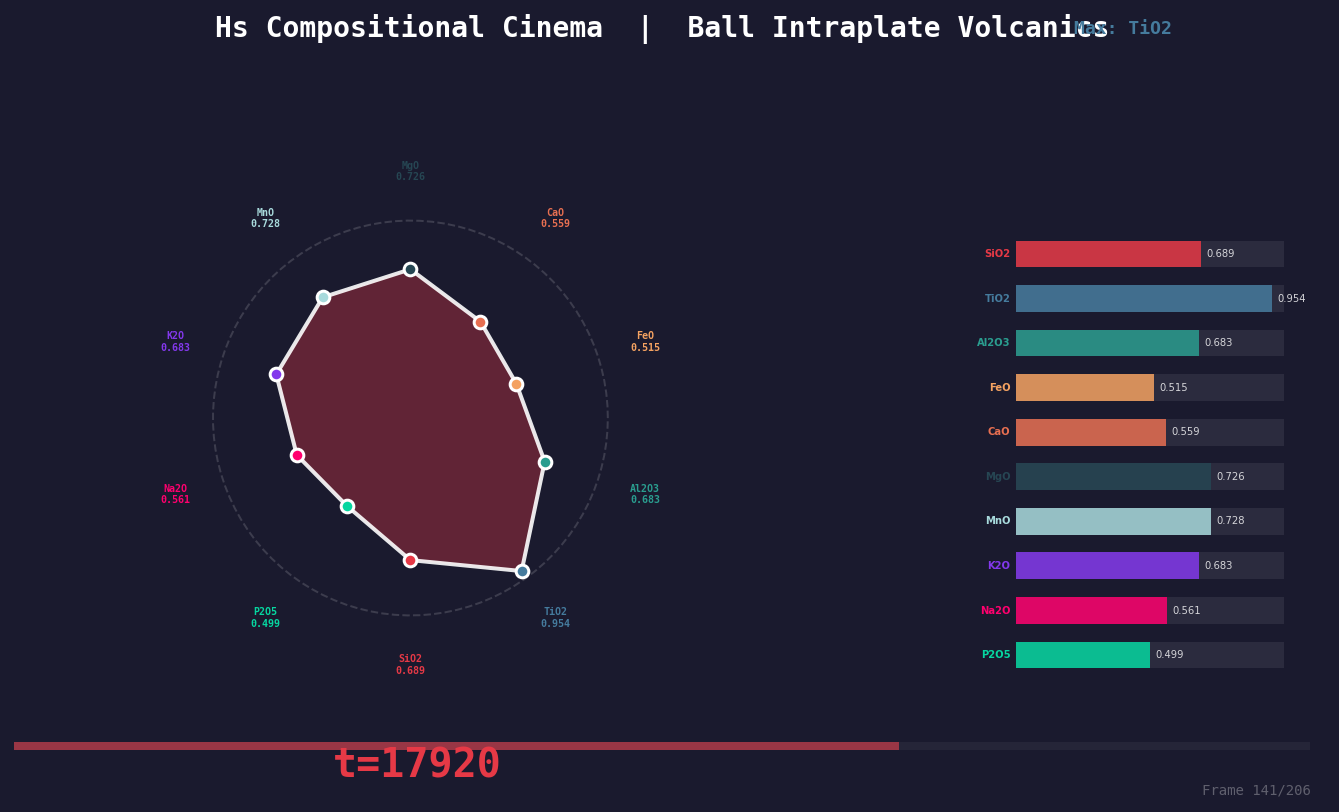 Hs Compositional Cinema | Ball Intraplate Volcanics
Max: TiO2
MgO
0.726
MnO
0.728
CaO
0.559
K2O
0.683
FeO
0.515
Na2O
0.561
Al2O3
0.683
P2O5
0.499
TiO2
0.954
SiO2
0.689
SiO2 0.689
TiO2 0.954
Al2O3 0.683
FeO 0.515
CaO 0.559
MgO 0.726
MnO 0.728
K2O 0.683
Na2O 0.561
P2O5 0.499
t=17920
Frame 141/206